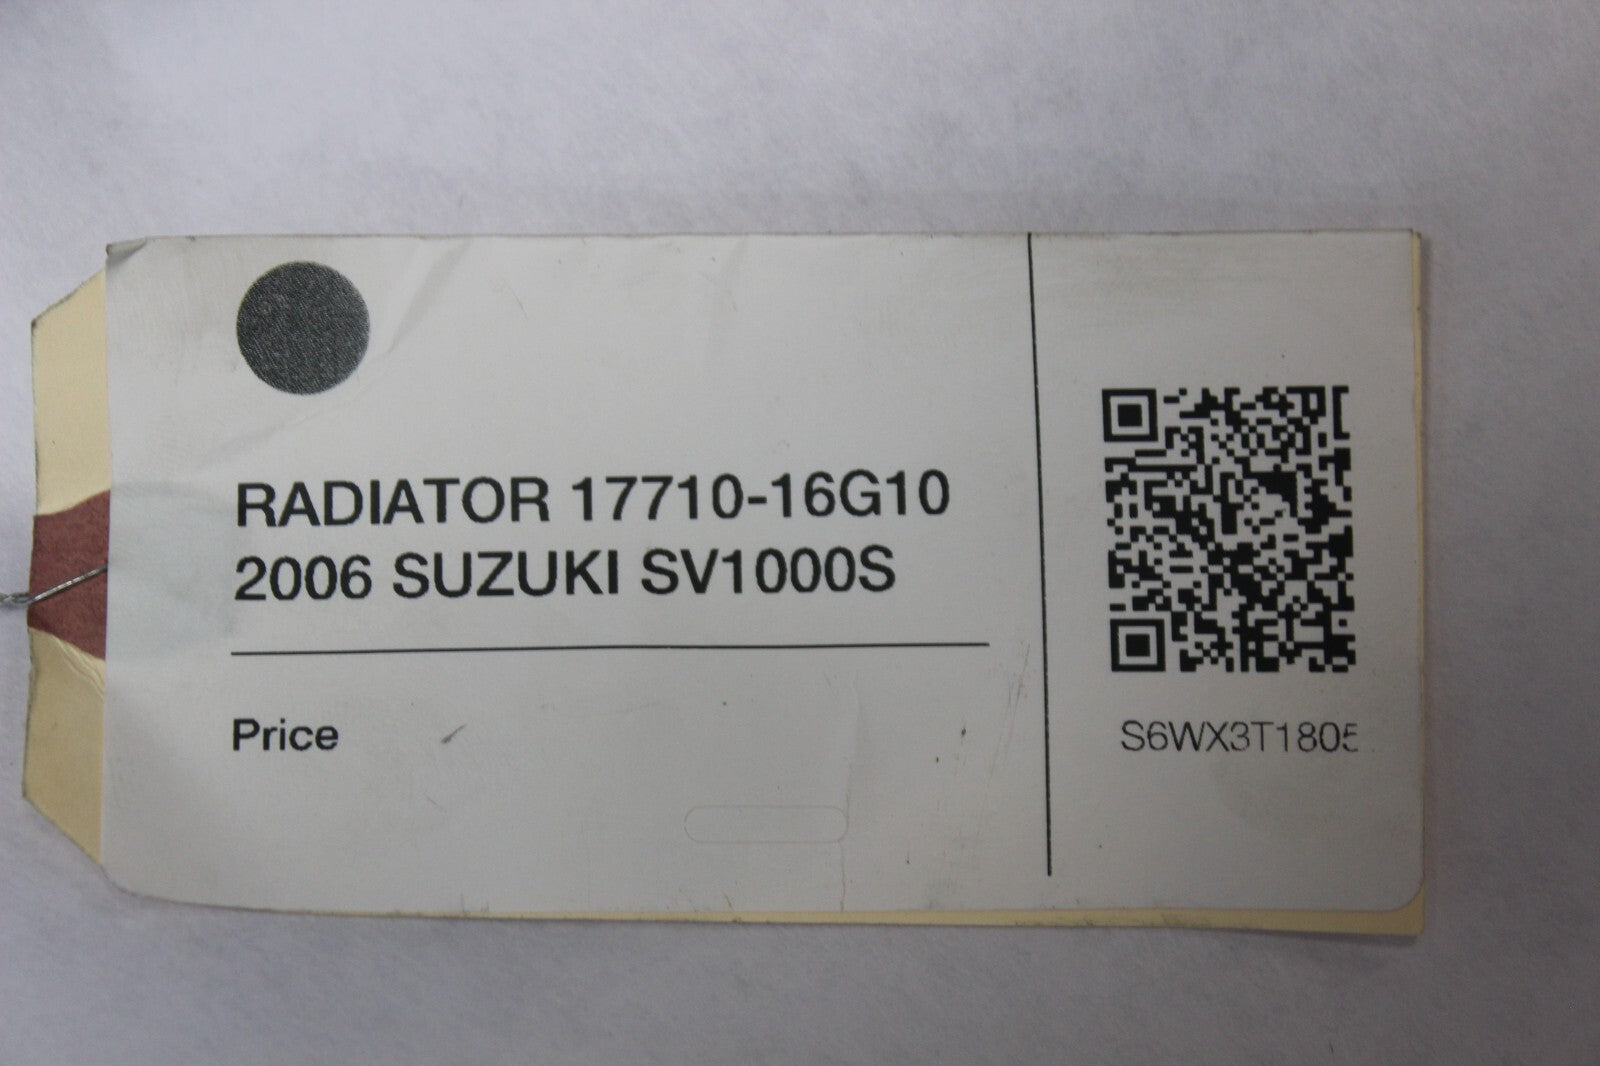 RADIATOR 17710-16G10
2006 SUZUKI SV1000S
Price
S6WX3T1805